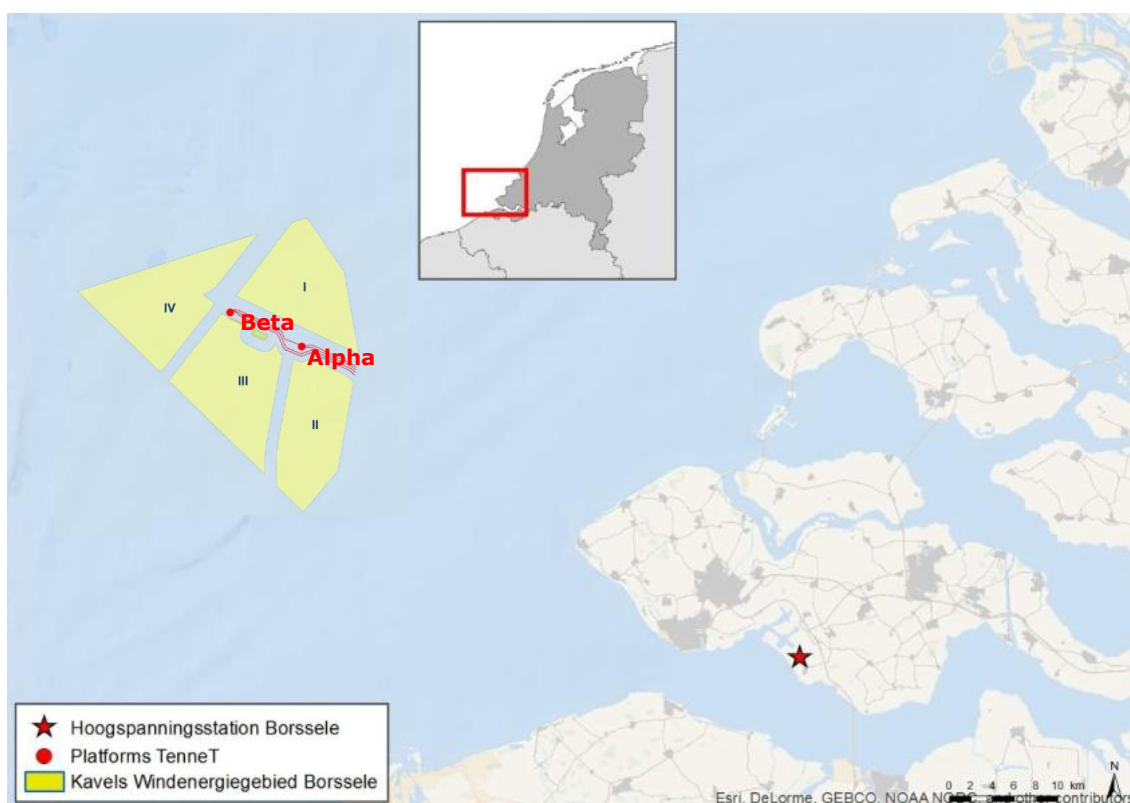 I
IV
Beta
Alpha
III
II
Hoogspanningsstation Borssele
Platforms TenneT
Kavels Windenergiegebied Borssele
N
0 2 4 6 8 10 km
Esri, DeLorme, GEBCO, NOAA NGDC, and other contributors